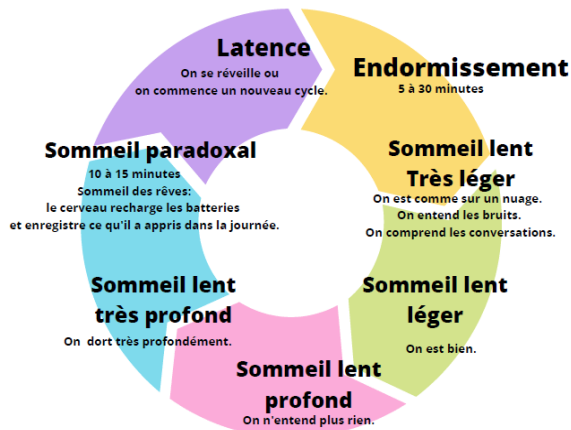 Latence
On se réveille ou
on commence un nouveau cycle.
Endormissement
5 à 30 minutes
Sommeil lent
Très léger
On est comme sur un nuage.
On entend les bruits.
On comprend les conversations.
Sommeil lent
léger
On est bien.
Sommeil lent
profond
On n'entend plus rien.
Sommeil lent
très profond
On  dort très profondément.
Sommeil paradoxal
10 à 15 minutes
Sommeil des rêves:
le cerveau recharge les batteries
et enregistre ce qu'il a appris dans la journée.